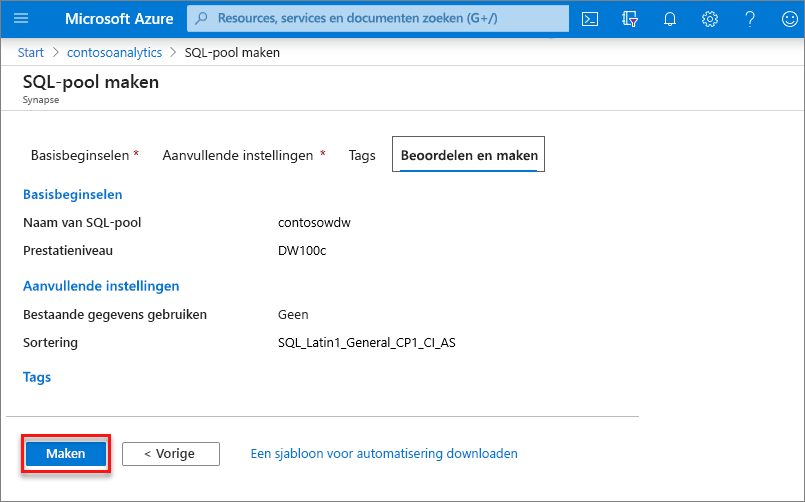 Microsoft Azure
Resources, services en documenten zoeken (G+/)
Start > contosoanalytics > SQL-pool maken
SQL-pool maken
Synapse
Basisbeginselen * Aanvullende instellingen * Tags Beoordelen en maken
Basisbeginselen
Naam van SQL-pool contosowdw
Prestatieniveau DW100c
Aanvullende instellingen
Bestaande gegevens gebruiken Geen
Sortering SQL_Latin1_General_CP1_CI_AS
Tags
Maken < Vorige Een sjabloon voor automatisering downloaden